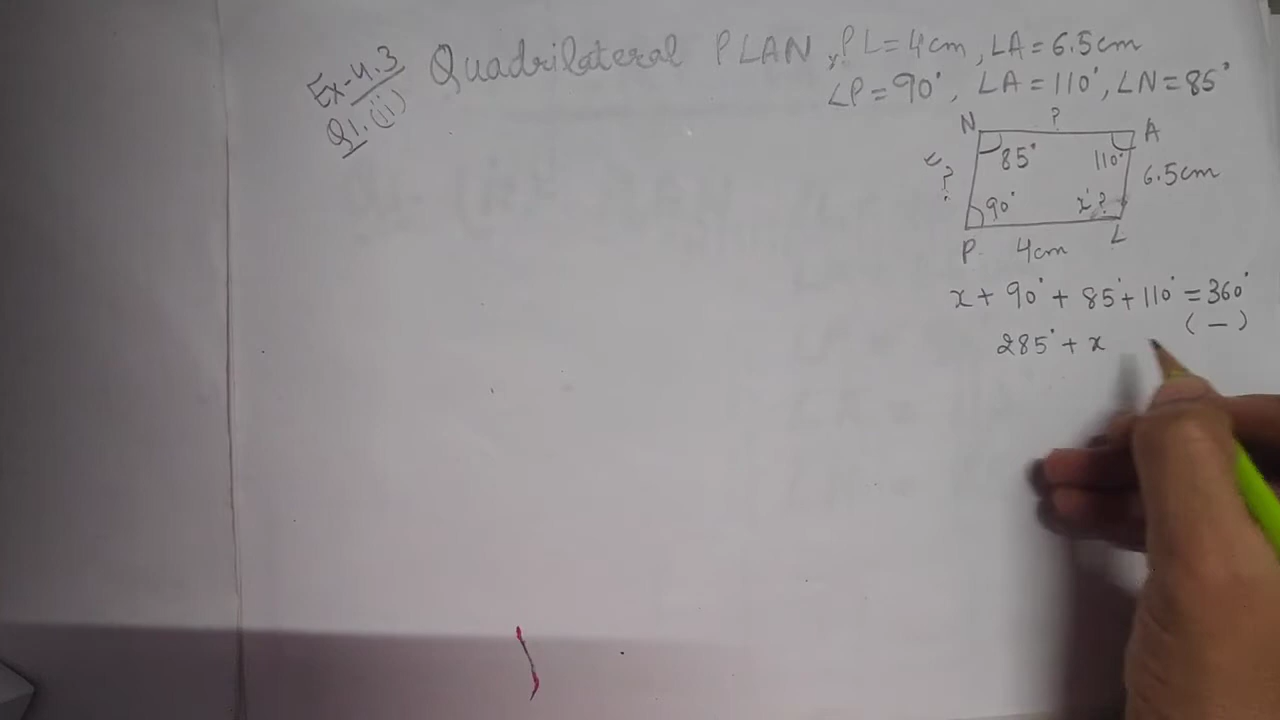 Ex-4.3
Q1.(ii)
Quadrilateral PLAN, PL=4cm, LA=6.5cm
∠P=90°, ∠A=110°, ∠N=85°
N ? A
85° 110°
? 6.5cm
90° x ?
P 4cm L
x + 90° + 85° + 110° = 360°
(-)
285° + x